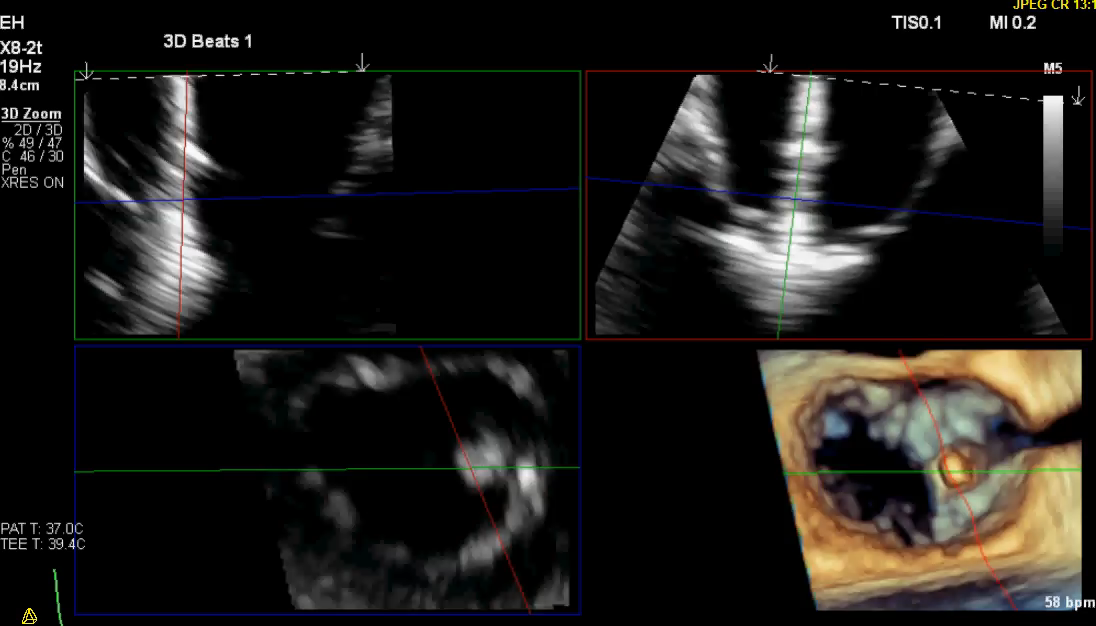 JPEG CR 13:1
EH
TIS0.1 MI 0.2
X8-2t
3D Beats 1
19Hz
8.4cm
M5
3D Zoom
2D / 3D
% 49 / 47
C 46 / 30
Pen
XRES ON
PAT T: 37.0C
TEE T: 39.4C
58 bpm